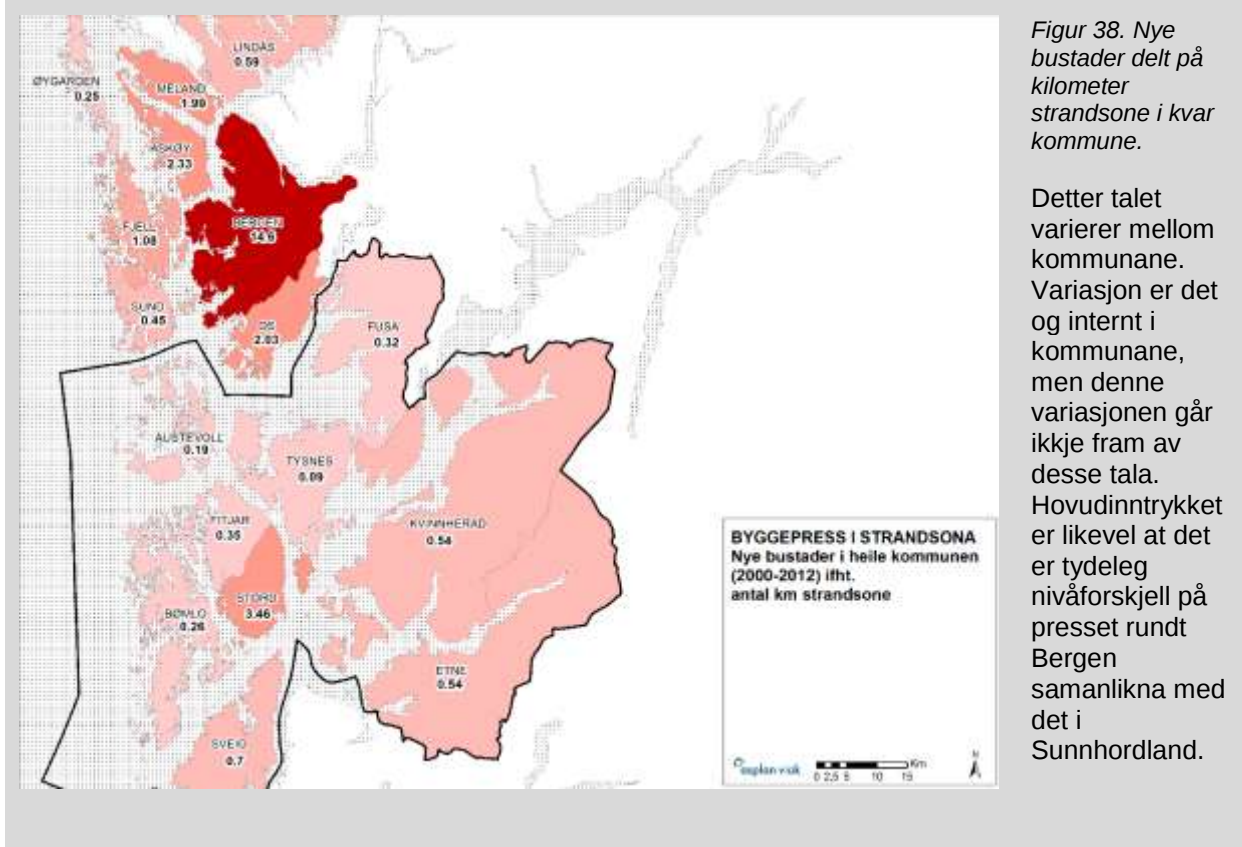 LINDÅS
0.59
ØYGARDEN
0.25
MELAND
1.99
ASKØY
2.33
FJELL
1.08
BERGEN
14.9
SUND
0.45
OS
2.03
FUSA
0.32
AUSTEVOLL
0.19
TYSNES
0.09
FITJAR
0.35
KVINNHERAD
0.54
STORD
3.46
BØMLO
0.26
ETNE
0.54
SVEIO
0.7
BYGGEPRESS I STRANDSONA
Nye bustader i heile kommunen
(2000-2012) ifht.
antal km strandsone
asplan viak
Km
0 2,5 5 10 15
N
Figur 38. Nye
bustader delt på
kilometer
strandsone i kvar
kommune.
Detter talet
varierer mellom
kommunane.
Variasjon er det
og internt i
kommunane,
men denne
variasjonen går
ikkje fram av
desse tala.
Hovudinntrykket
er likevel at det
er tydeleg
nivåforskjell på
presset rundt
Bergen
samanlikna med
det i
Sunnhordland.